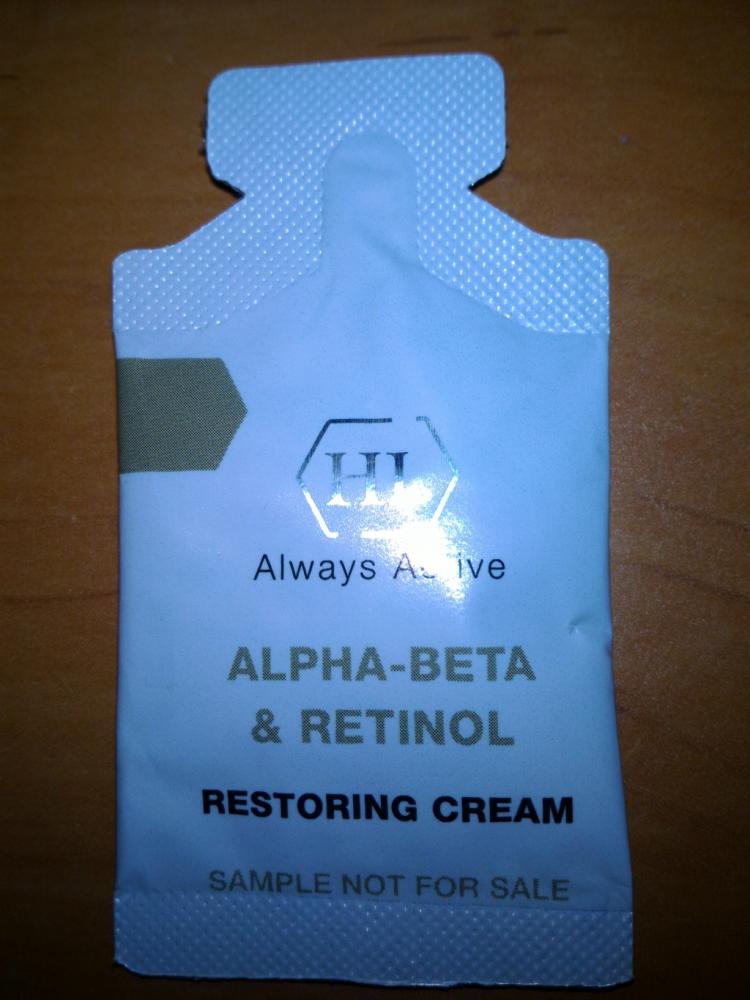 HL
Always
ALPHA-BETA
& RETINOL
RESTORING CREAM
SAMPLE NOT FOR SALE